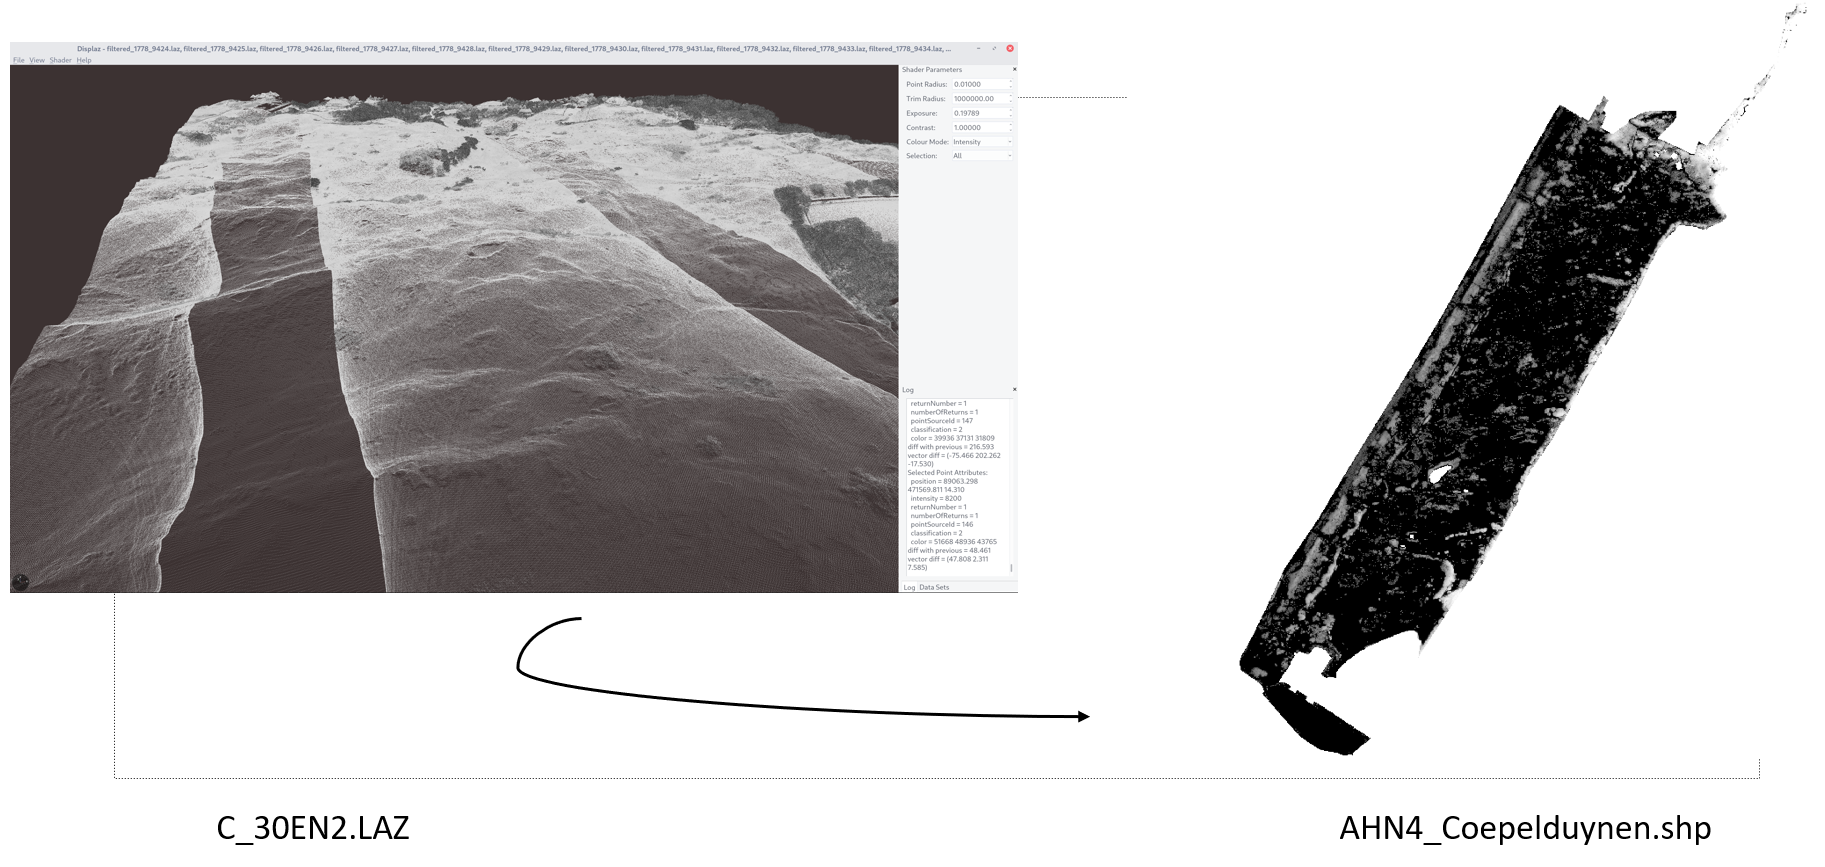 Displaz - filtered_1778_9424.laz, filtered_1778_9425.laz, filtered_1778_9426.laz, filtered_1778_9427.laz, filtered_1778_9428.laz, filtered_1778_9429.laz, filtered_1778_9430.laz, filtered_1778_9431.laz, filtered_1778_9432.laz, filtered_1778_9433.laz, filtered_1778_9434.laz, ...
File View Shader Help
Shader Parameters
Point Radius: 0.01000
Trim Radius: 1000000.00
Exposure: 0.19789
Contrast: 1.00000
Colour Mode: Intensity
Selection: All
Log
returnNumber = 1
numberOfReturns = 1
pointSourceId = 147
classification = 2
color = 39936 37131 31809
diff with previous = 216.593
vector diff = (-75.466 202.262
-17.530)
Selected Point Attributes:
position = 89063.298
471569.811 14.310
intensity = 8200
returnNumber = 1
numberOfReturns = 1
pointSourceId = 146
classification = 2
color = 51668 48936 43765
diff with previous = 48.461
vector diff = (47.808 2.311
7.585)
Log Data Sets
C_30EN2.LAZ
AHN4_Coepelduynen.shp